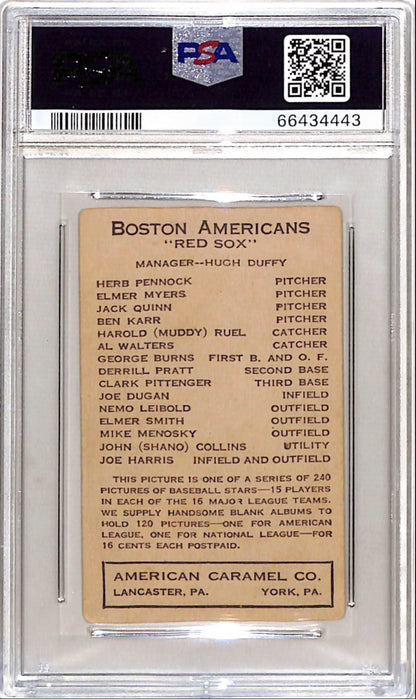 PSA
66434443
BOSTON AMERICANS
"RED SOX"
MANAGER--HUGH DUFFY
HERB PENNOCK PITCHER
ELMER MYERS PITCHER
JACK QUINN PITCHER
BEN KARR PITCHER
HAROLD (MUDDY) RUEL CATCHER
AL WALTERS CATCHER
GEORGE BURNS FIRST B. AND O. F.
DERRILL PRATT SECOND BASE
CLARK PITTENGER THIRD BASE
JOE DUGAN INFIELD
NEMO LEIBOLD OUTFIELD
ELMER SMITH OUTFIELD
MIKE MENOSKY OUTFIELD
JOHN (SHANO) COLLINS UTILITY
JOE HARRIS INFIELD AND OUTFIELD
THIS PICTURE IS ONE OF A SERIES OF 240
PICTURES OF BASEBALL STARS—15 PLAYERS
IN EACH OF THE 16 MAJOR LEAGUE TEAMS.
WE SUPPLY HANDSOME BLANK ALBUMS TO
HOLD 120 PICTURES—ONE FOR AMERICAN
LEAGUE, ONE FOR NATIONAL LEAGUE—FOR
16 CENTS EACH POSTPAID.
AMERICAN CARAMEL CO.
LANCASTER, PA. YORK, PA.